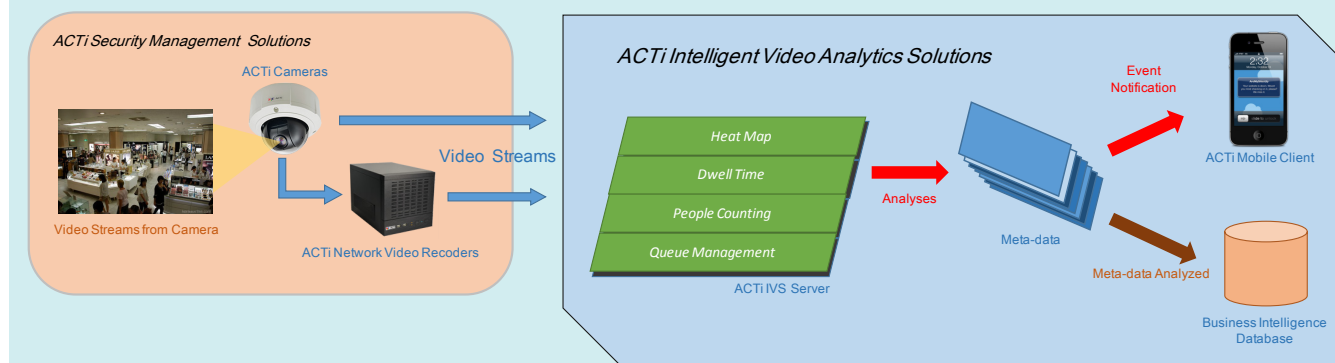 ACTi Security Management Solutions
ACTi Cameras
Video Streams from Camera
ACTi Network Video Recoders
Video Streams
ACTi Intelligent Video Analytics Solutions
Heat Map
Dwell Time
People Counting
Queue Management
ACTi IVS Server
Analyses
Meta-data
Event
Notification
2:32
ACTi Mobile Client
Meta-data Analyzed
Business Intelligence
Database